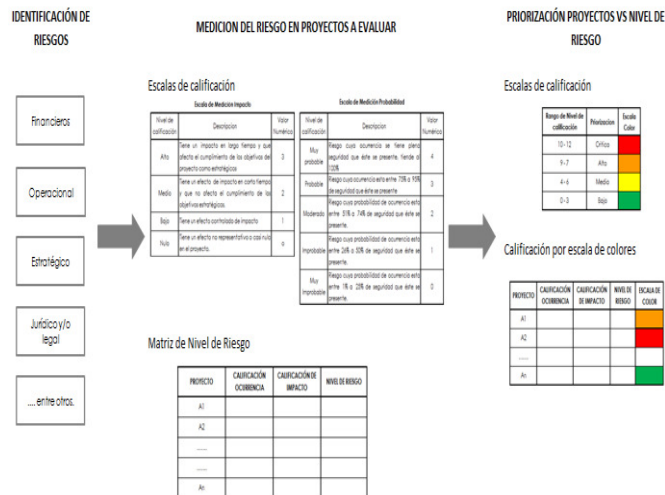 IDENTIFICACIÓN DE
RIESGOS
Financieros
Operacional
Estratégico
Jurídico y/o
legal
.... entre otros.
MEDICION DEL RIESGO EN PROYECTOS A EVALUAR
Escalas de calificación
Escala de Medición Impacto
Nivel de
calificación
Descripcion
Valor
Numérico
Alto
Tiene un impacto en largo tiempo y que
afecta el cumplimiento de los objetivos del
proyecto como estratégicos
3
Medio
Tiene un efecto de impacto en corto tiempo
y que no afecta el cumplimiento de los
objetivos estratégicos.
2
Bajo
Tiene un efecto controlado de impacto
1
Nulo
Tiene un efecto no representativo o casi nulo
en el proyecto.
0
Escala de Medición Probabilidad
Nivel de
calificación
Descripcion
Valor
Numérico
Muy
probable
Riesgo cuya ocurrencia se tiene plena
seguridad que éste se presente, tiende al
100%
4
Probable
Riesgo cuya ocurrencia esta entre 75% a 95%
de seguridad que éste se presente
3
Moderado
Riesgo cuya probabilidad de ocurrencia esta
entre 51% a 74% de seguridad que éste se
presente.
2
Improbable
Riesgo cuya probabilidad de ocurrencia esta
entre 26% a 50% de seguridad que éste se
presente.
1
Muy
improbable
Riesgo cuya probabilidad de ocurrencia esta
entre 1% a 25% de seguridad que éste se
presente.
0
Matriz de Nivel de Riesgo
PROYECTO
CALIFICACIÓN
OCURRENCIA
CALIFICACIÓN DE
IMPACTO
NIVEL DE RIESGO
A1
A2
......
......
An
PRIORIZACIÓN PROYECTOS VS NIVEL DE
RIESGO
Escalas de calificación
Rango de Nivel de
calificación
Priorizacion
Escala
Color
10 - 12
Crítico
9 - 7
Alto
4 - 6
Medio
0 - 3
Bajo
Calificación por escala de colores
PROYECTO
CALIFICACIÓN
OCURRENCIA
CALIFICACIÓN
DE IMPACTO
NIVEL DE
RIESGO
ESCALA DE
COLOR
A1
A2
......
An